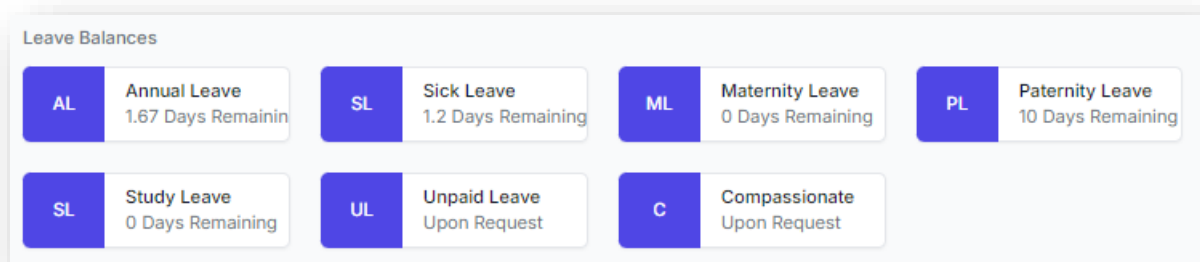 Leave Balances
AL
Annual Leave
1.67 Days Remainin
SL
Sick Leave
1.2 Days Remaining
ML
Maternity Leave
0 Days Remaining
PL
Paternity Leave
10 Days Remaining
SL
Study Leave
0 Days Remaining
UL
Unpaid Leave
Upon Request
C
Compassionate
Upon Request